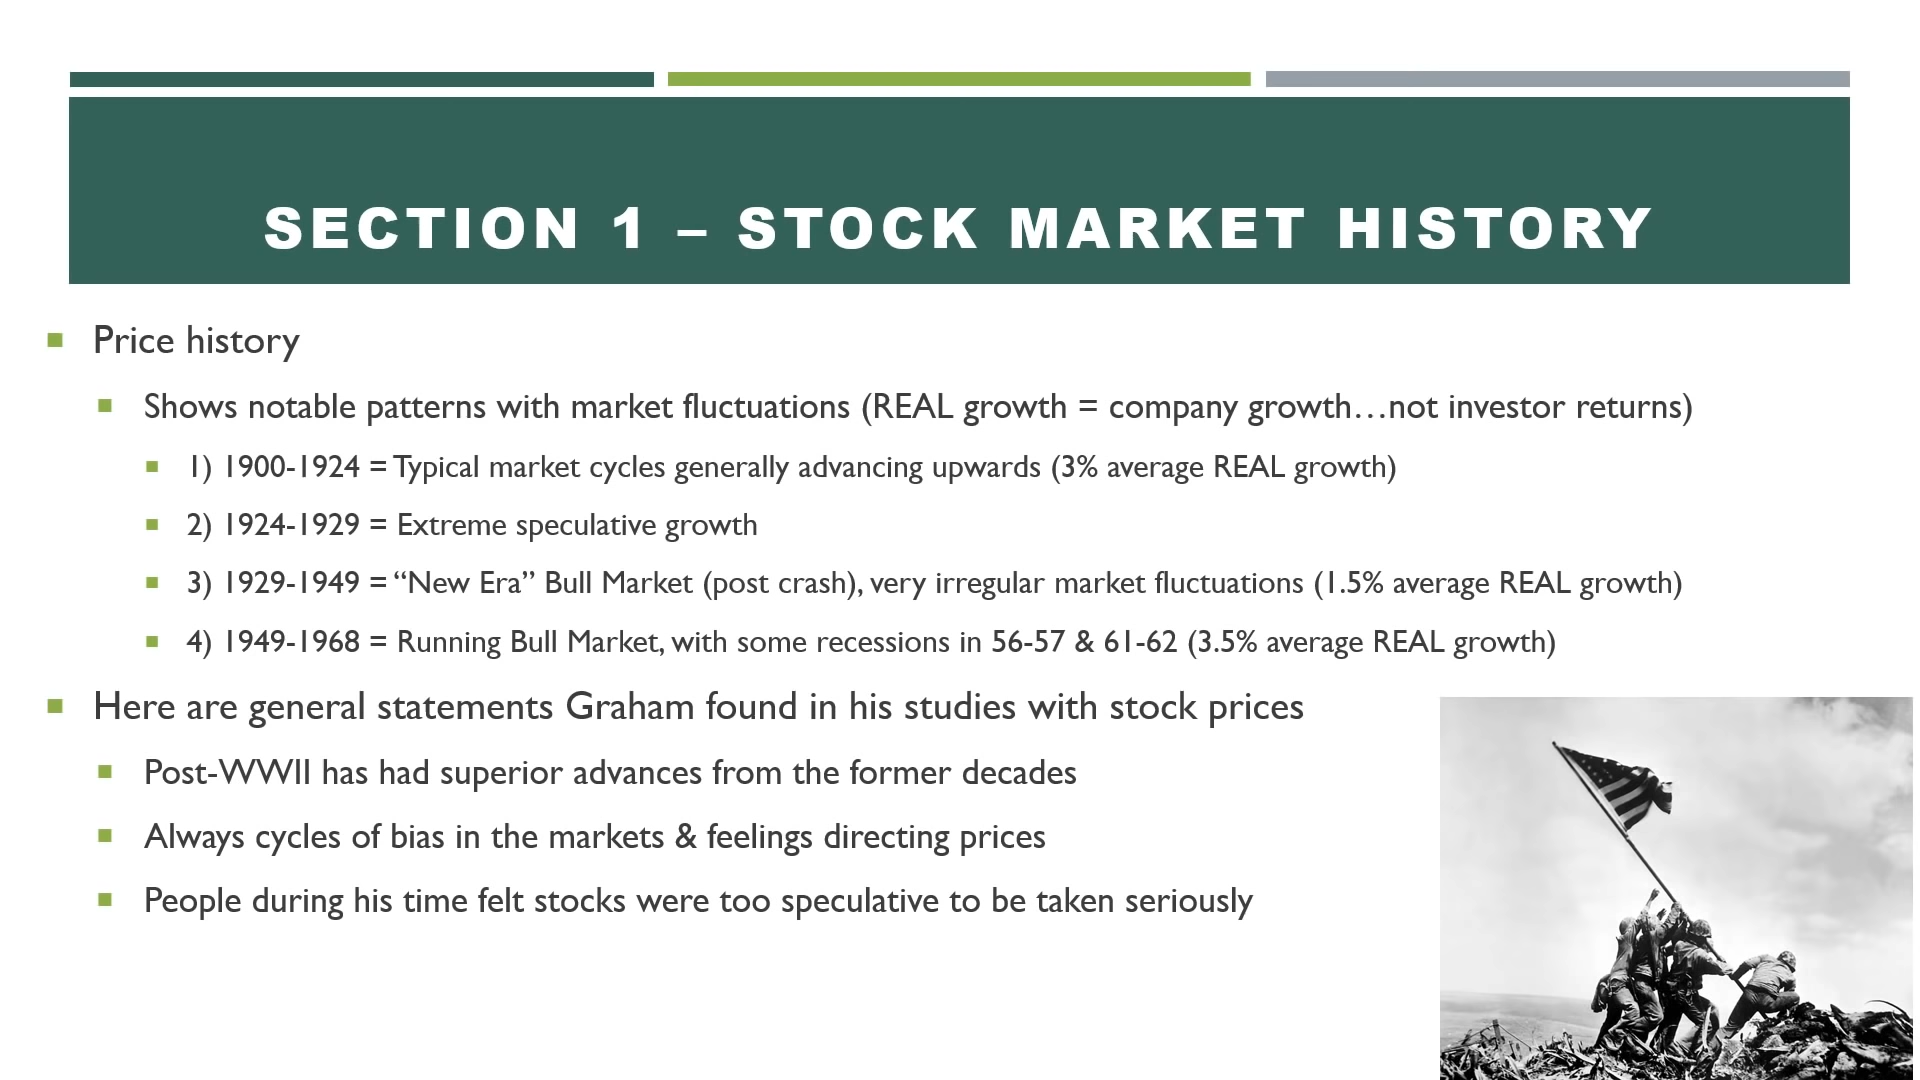 SECTION 1 – STOCK MARKET HISTORY
Price history
Shows notable patterns with market fluctuations (REAL growth = company growth…not investor returns)
1) 1900-1924 = Typical market cycles generally advancing upwards (3% average REAL growth)
2) 1924-1929 = Extreme speculative growth
3) 1929-1949 = “New Era” Bull Market (post crash), very irregular market fluctuations (1.5% average REAL growth)
4) 1949-1968 = Running Bull Market, with some recessions in 56-57 & 61-62 (3.5% average REAL growth)
Here are general statements Graham found in his studies with stock prices
Post-WWII has had superior advances from the former decades
Always cycles of bias in the markets & feelings directing prices
People during his time felt stocks were too speculative to be taken seriously